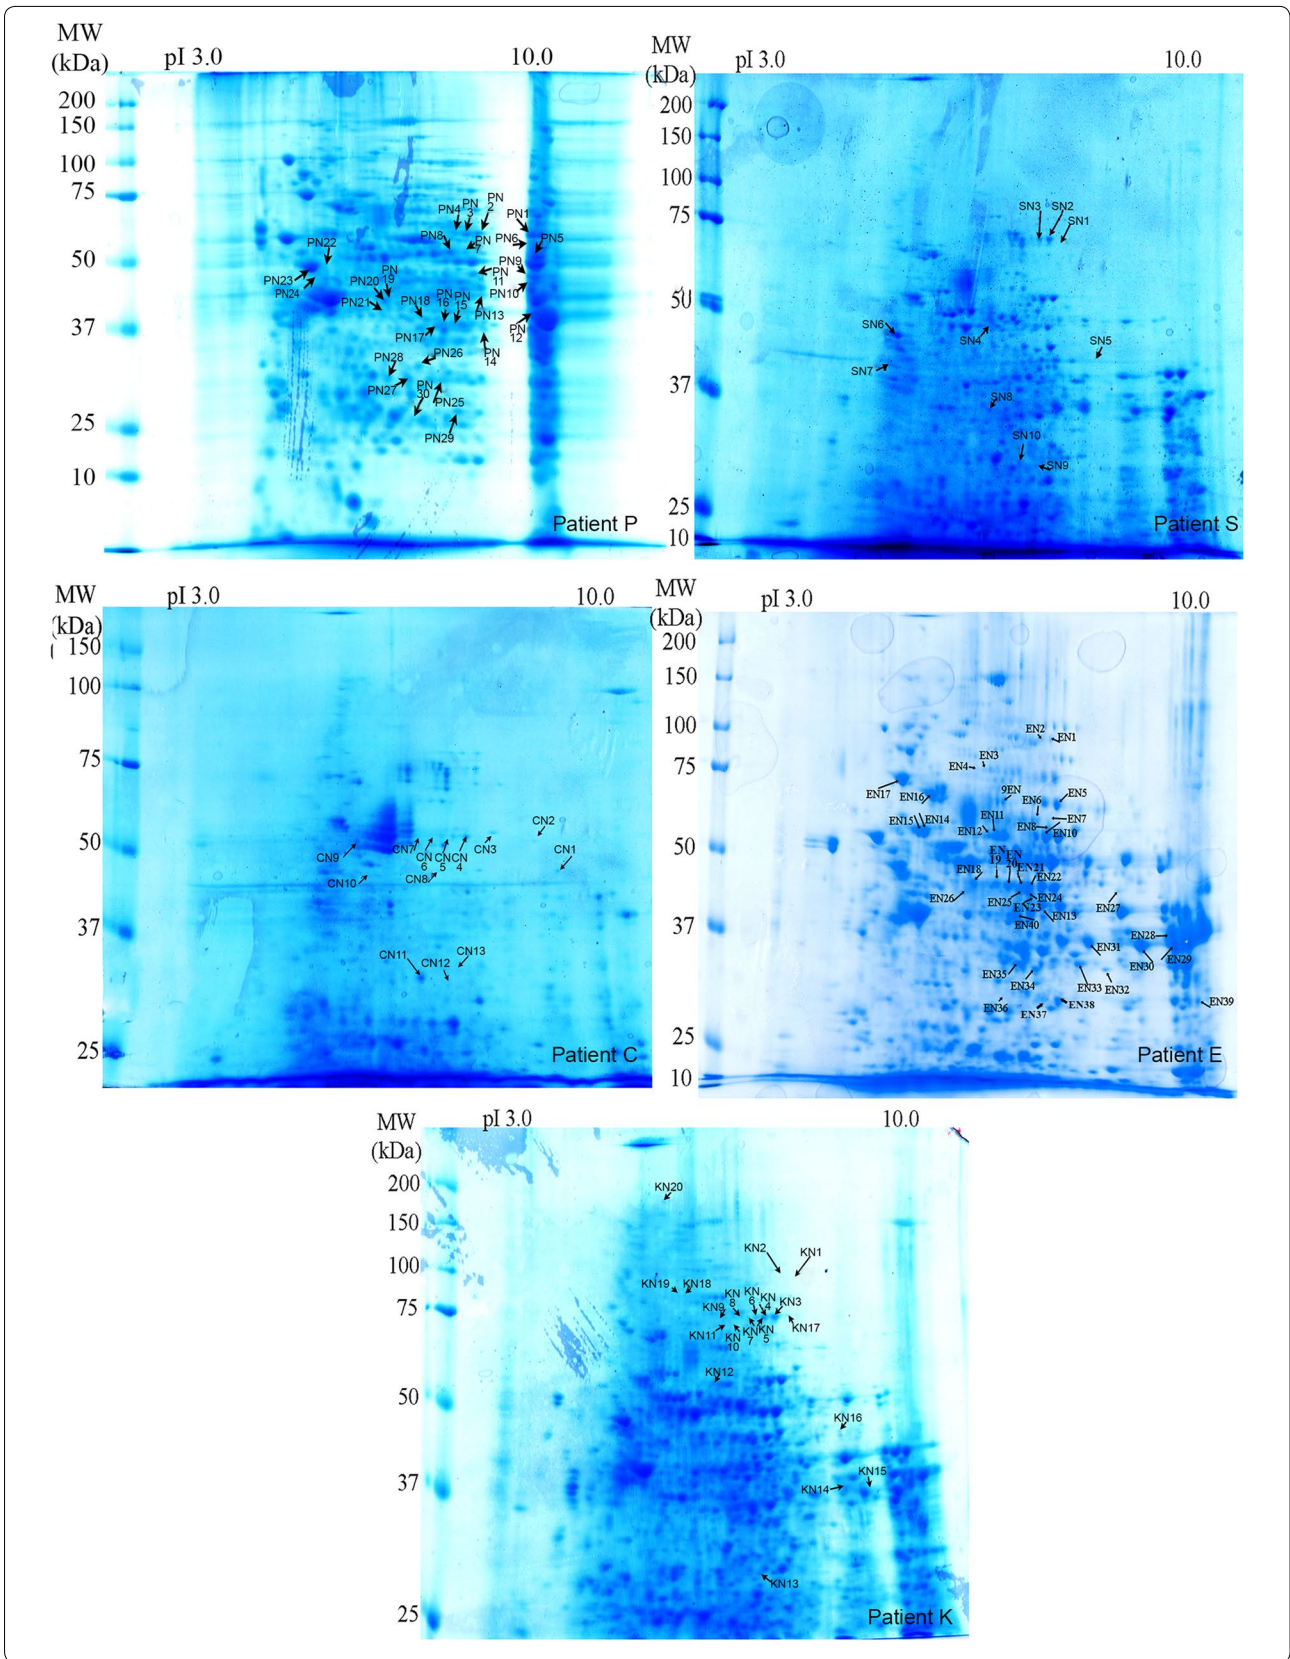 MW
(kDa)
pI 3.0
10.0
200
150
100
75
50
37
25
10
PN
2
PN
3
PN4
PN1
PN8
PN
7
PN6
PN5
PN22
PN9
PN
11
PN23
PN24
PN20
PN
19
PN10
PN21
PN18
PN
16
PN
15
PN13
PN
12
PN17
PN
14
PN26
PN28
PN27
PN
30
PN25
PN29
Patient P
MW
(kDa)
pI 3.0
10.0
200
150
100
75
50
37
25
10
SN3
SN2
SN1
SN6
SN4
SN5
SN7
SN8
SN10
SN9
Patient S
MW
(kDa)
pI 3.0
10.0
150
100
75
50
37
25
CN2
CN9
CN7
CN
6
CN
5
CN
4
CN3
CN1
CN10
CN8
CN11
CN12
CN13
Patient C
MW
(kDa)
pI 3.0
10.0
200
150
100
75
50
37
25
10
EN2
EN1
EN3
EN4
EN17
EN16
9EN
EN5
EN6
EN15
EN14
EN11
EN7
EN12
EN8
EN10
EN
19
EN
20
EN18
EN21
EN22
EN26
EN25
EN24
EN23
EN13
EN27
EN40
EN28
EN31
EN30
EN29
EN35
EN34
EN33
EN32
EN36
EN37
EN38
EN39
Patient E
MW
(kDa)
pI 3.0
10.0
200
150
100
75
50
37
25
KN20
KN2
KN1
KN19
KN18
KN
8
KN
6
KN
4
KN3
KN9
KN11
KN
10
KN
7
KN
5
KN17
KN12
KN16
KN15
KN14
KN13
Patient K